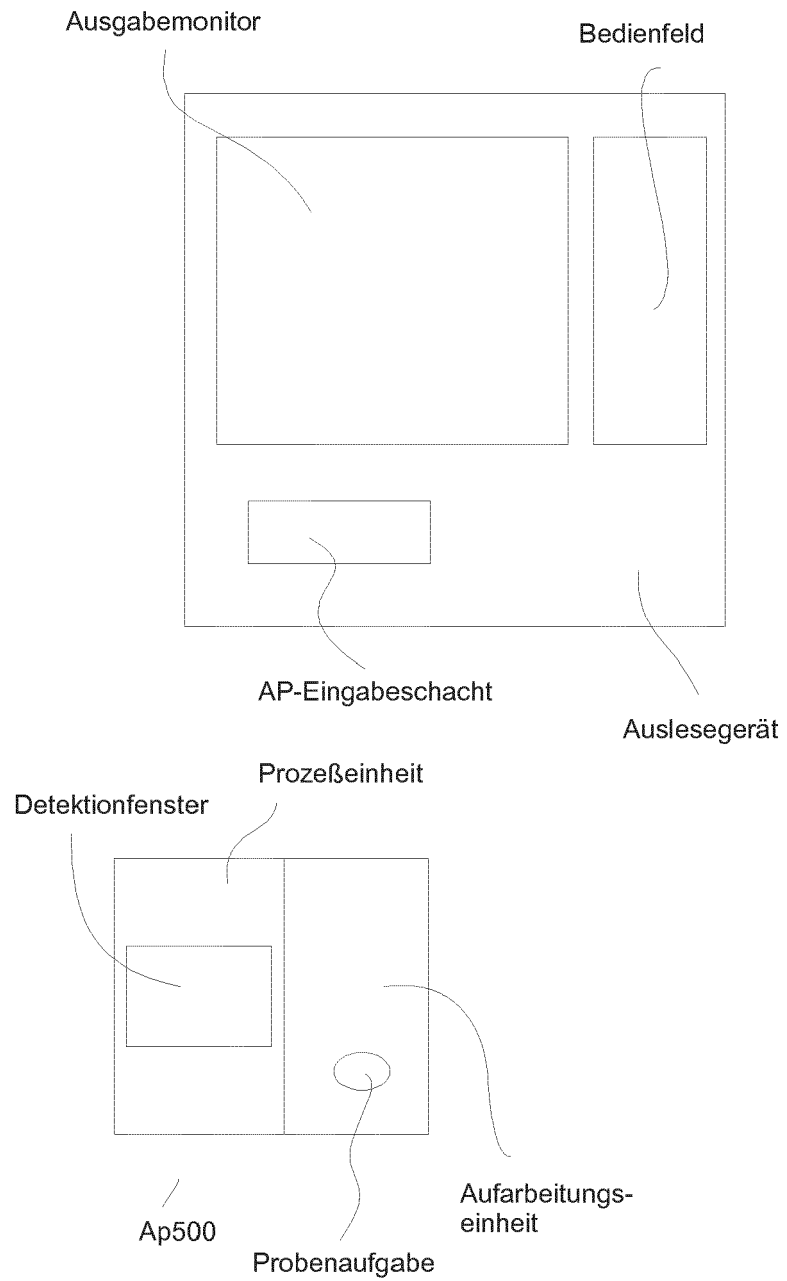 Ausgabemonitor
Bedienfeld
AP-Eingabeschacht
Auslesegerät
Prozeßeinheit
Detektionfenster
Aufarbeitungs-
einheit
Ap500
Probenaufgabe